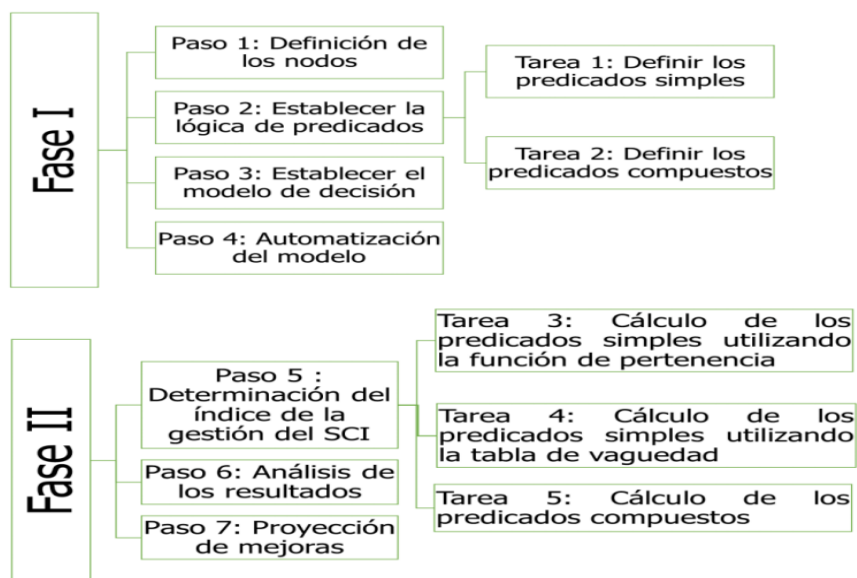 Fase I
Paso 1: Definición de
los nodos
Paso 2: Establecer la
lógica de predicados
Tarea 1: Definir los
predicados simples
Tarea 2: Definir los
predicados compuestos
Paso 3: Establecer el
modelo de decisión
Paso 4: Automatización
del modelo
Fase II
Paso 5 :
Determinación del
índice de la
gestión del SCI
Tarea 3: Cálculo de los
predicados simples utilizando
la función de pertenencia
Tarea 4: Cálculo de los
predicados simples utilizando
la tabla de vaguedad
Tarea 5: Cálculo de los
predicados compuestos
Paso 6: Análisis de
los resultados
Paso 7: Proyección
de mejoras